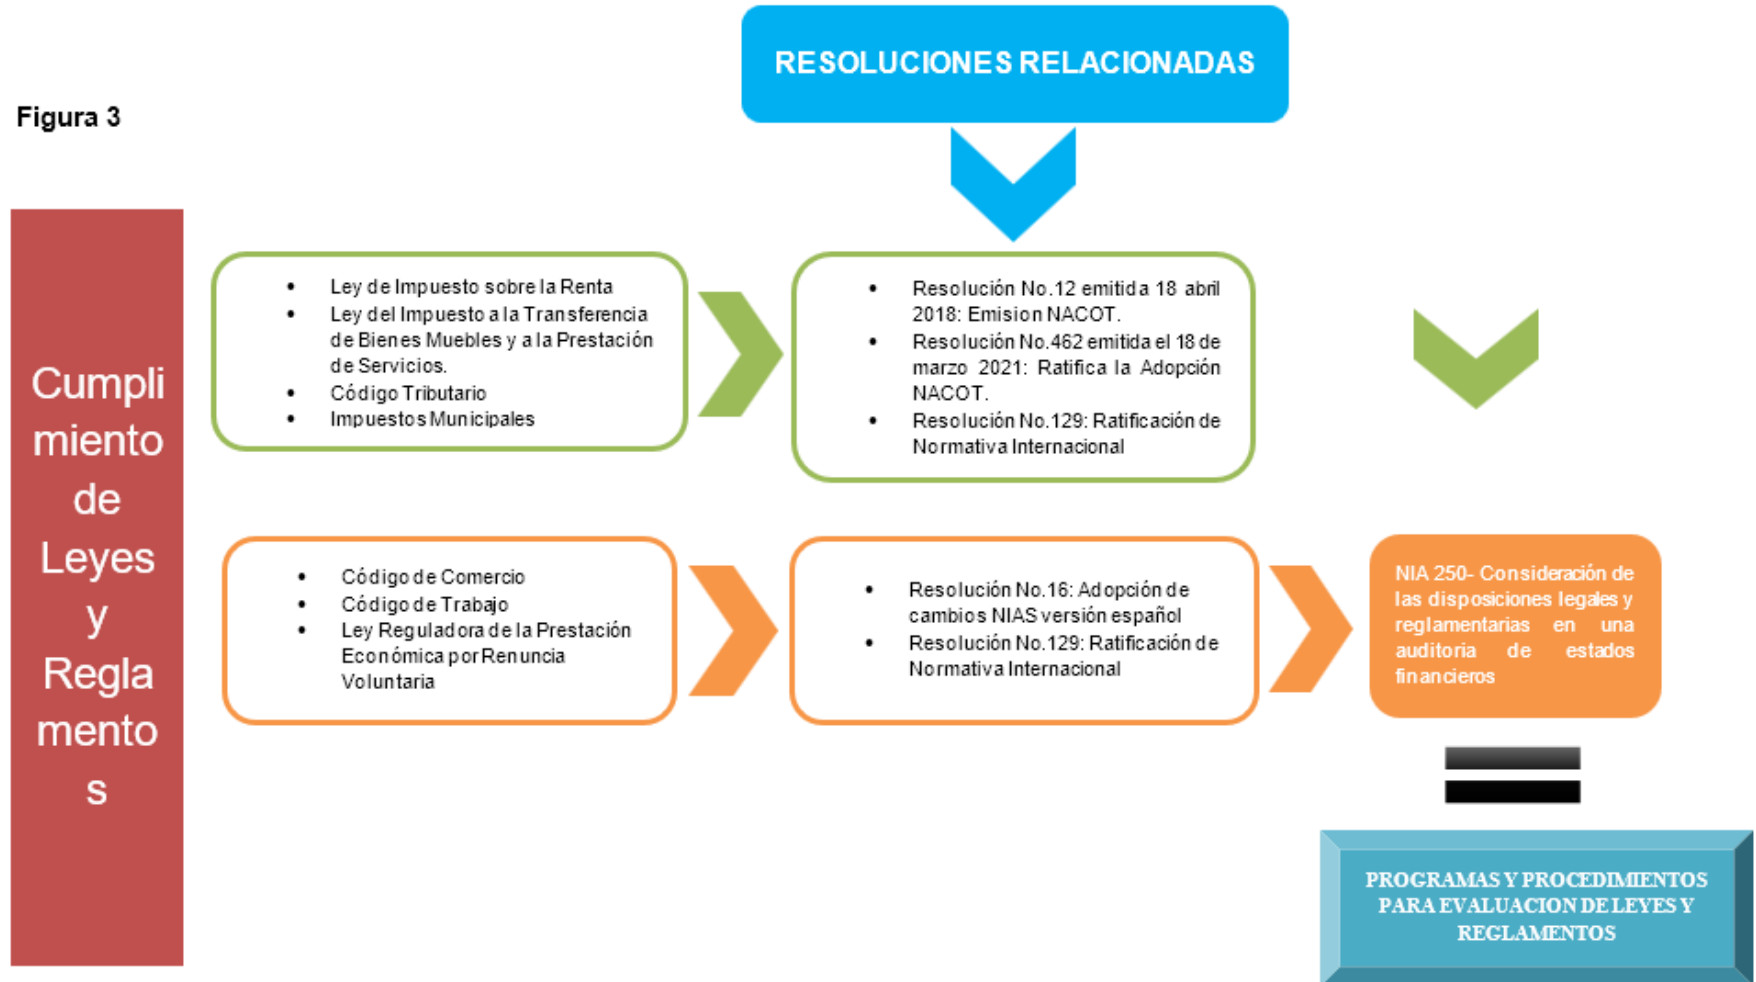 RESOLUCIONES RELACIONADAS
Figura 3
Cumpli
miento
de
Leyes
y
Regla
mento
s
• Ley de Impuesto sobre la Renta
• Ley del Impuesto a la Transferencia
de Bienes Muebles y a la Prestación
de Servicios.
• Código Tributario
• Impuestos Municipales
• Resolución No.12 emitida 18 abril
2018: Emision NACOT.
• Resolución No.462 emitida el 18 de
marzo 2021: Ratifica la Adopción
NACOT.
• Resolución No.129: Ratificación de
Normativa Internacional
• Código de Comercio
• Código de Trabajo
• Ley Reguladora de la Prestación
Económica por Renuncia
Voluntaria
• Resolución No.16: Adopción de
cambios NIAS versión español
• Resolución No.129: Ratificación de
Normativa Internacional
NIA 250- Consideración de
las disposiciones legales y
reglamentarias en una
auditoria de estados
financieros
PROGRAMAS Y PROCEDIMIENTOS
PARA EVALUACION DE LEYES Y
REGLAMENTOS